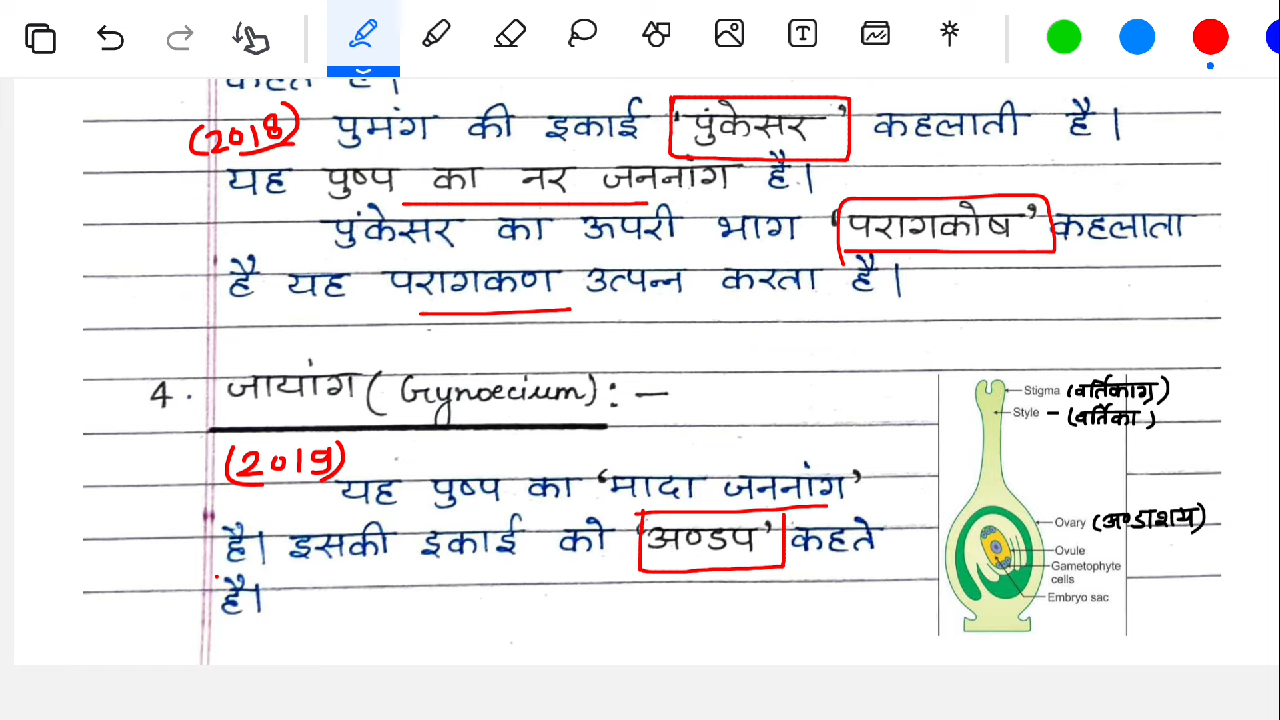 कहते है।
(2018) पुमंग की इकाई 'पुंकेसर' कहलाती है।
यह पुष्प का नर जननांग है।
पुंकेसर का ऊपरी भाग 'परागकोष' कहलाता
है यह परागकण उत्पन्न करता है।
4. जायांग (Gynoecium) : —
(2019)
यह पुष्प का 'मादा जननांग'
है। इसकी इकाई को 'अण्डप' कहते
है।
Stigma (वर्तिकाग्र)
Style - (वर्तिका)
Ovary (अण्डाशय)
Ovule
Gametophyte
cells
Embryo sac